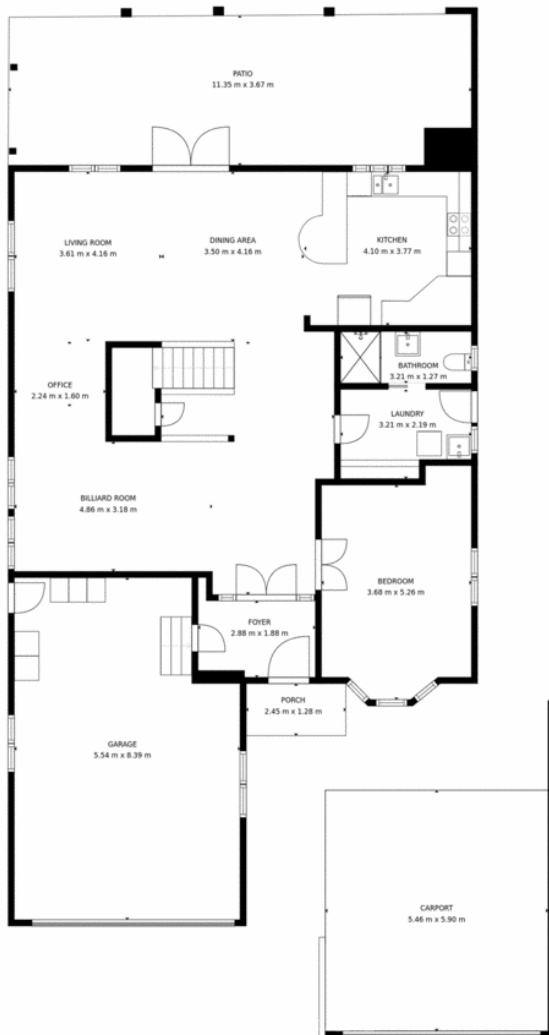 PATIO
11.35 m x 3.67 m
LIVING ROOM
3.61 m x 4.16 m
DINING AREA
3.50 m x 4.16 m
KITCHEN
4.10 m x 3.77 m
BATHROOM
3.21 m x 1.27 m
OFFICE
2.24 m x 1.60 m
LAUNDRY
3.21 m x 2.19 m
BILLIARD ROOM
4.86 m x 3.18 m
BEDROOM
3.68 m x 5.26 m
FOYER
2.88 m x 1.88 m
PORCH
2.45 m x 1.28 m
GARAGE
5.54 m x 8.39 m
CARPORT
5.46 m x 5.90 m